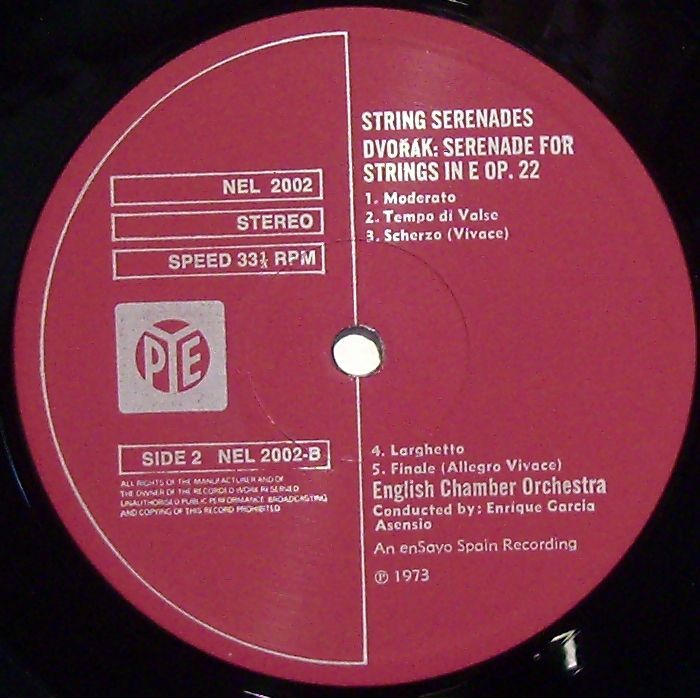 STRING SERENADES
DVOŘÁK: SERENADE FOR
STRINGS IN E OP. 22
1. Moderato
2. Tempo di Valse
3. Scherzo (Vivace)
NEL 2002
STEREO
SPEED 33⅓ RPM
PYE
SIDE 2 NEL 2002-B
ALL RIGHTS OF THE MANUFACTURER AND OF
THE OWNER OF THE RECORDED WORK RESERVED
UNAUTHORISED PUBLIC PERFORMANCE BROADCASTING
AND COPYING OF THIS RECORD PROHIBITED
4. Larghetto
5. Finale (Allegro Vivace)
English Chamber Orchestra
Conducted by: Enrique Garcia
Asensio
An enSayo Spain Recording
℗ 1973